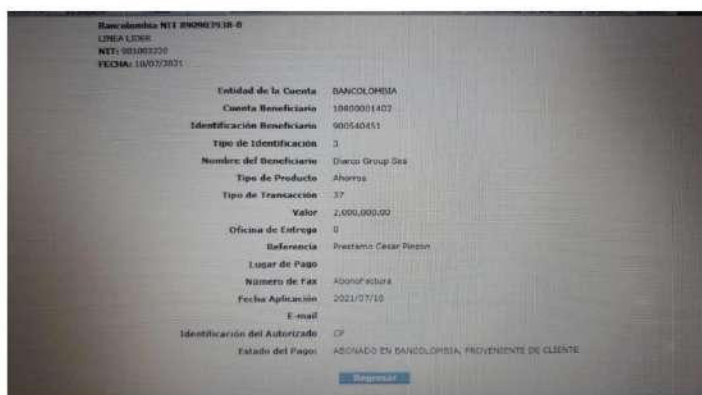 Bancolombia NIT 890903938-8
LINEA LIDER
NIT: 901003220
FECHA: 10/07/2021
Entidad de la Cuenta BANCOLOMBIA
Cuenta Beneficiario 10800001402
Identificación Beneficiario 900540451
Tipo de Identificación 3
Nombre del Beneficiario Diarco Group Sas
Tipo de Producto Ahorros
Tipo de Transacción 37
Valor 2,000,000.00
Oficina de Entrega 0
Referencia Prestamo Cesar Pinzon
Lugar de Pago
Número de Fax AbonoFactura
Fecha Aplicación 2021/07/10
E-mail
Identificación del Autorizado
Estado del Pago: ABONADO EN BANCOLOMBIA, PROVENIENTE DE CLIENTE
Regresar